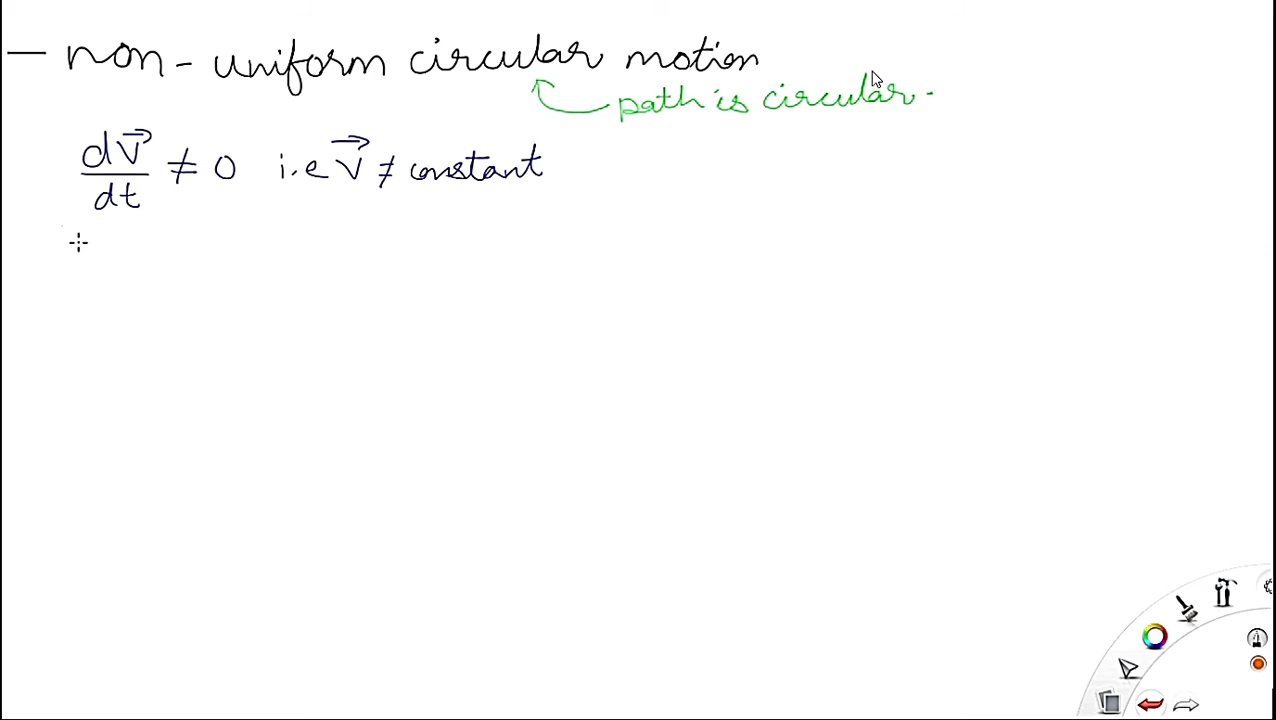 — non-uniform circular motion
path is circular.
dv⃗/dt ≠ 0 i.e v⃗ ≠ constant